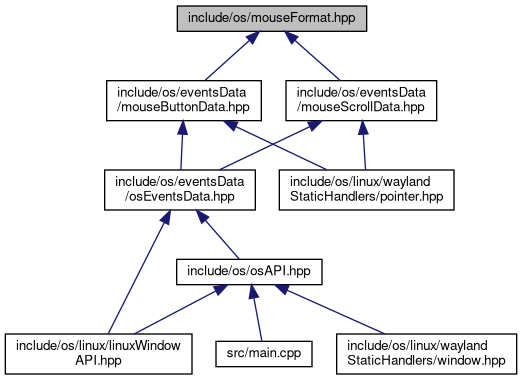 include/os/mouseFormat.hpp
include/os/eventsData
/mouseButtonData.hpp
include/os/eventsData
/mouseScrollData.hpp
include/os/eventsData
/osEventsData.hpp
include/os/linux/wayland
StaticHandlers/pointer.hpp
include/os/osAPI.hpp
include/os/linux/linuxWindow
API.hpp
src/main.cpp
include/os/linux/wayland
StaticHandlers/window.hpp